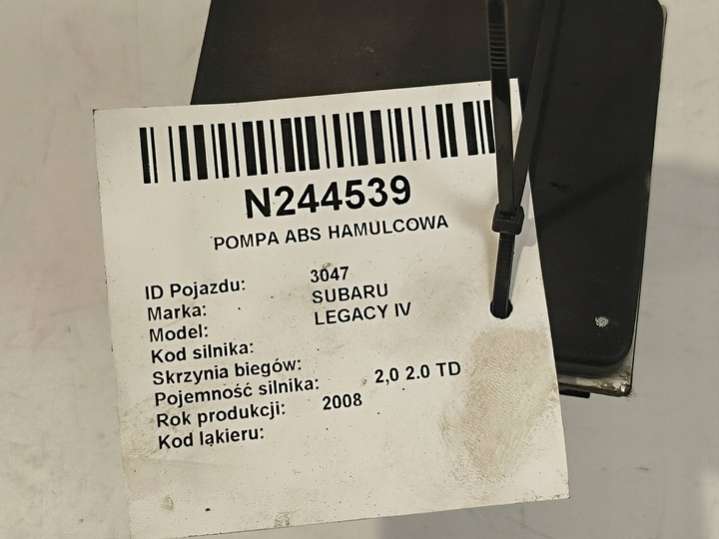 N244539
POMPA ABS HAMULCOWA
ID Pojazdu: 3047
Marka: SUBARU
Model: LEGACY IV
Kod silnika:
Skrzynia biegów:
Pojemność silnika: 2,0 2.0 TD
Rok produkcji: 2008
Kod ląkieru: